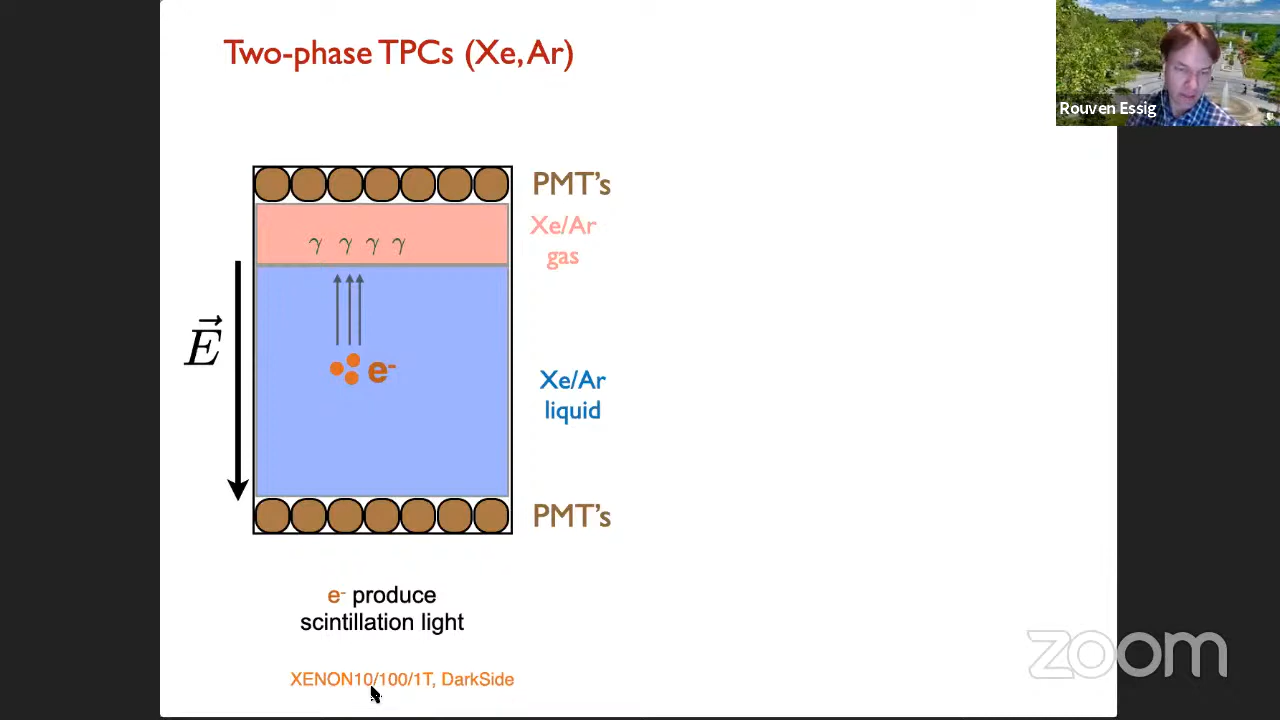 Two-phase TPCs (Xe, Ar)
Rouven Essig
PMT's
Xe/Ar
gas
γ γ γ γ
E
e-
Xe/Ar
liquid
PMT's
e- produce
scintillation light
XENON10/100/1T, DarkSide
zoom